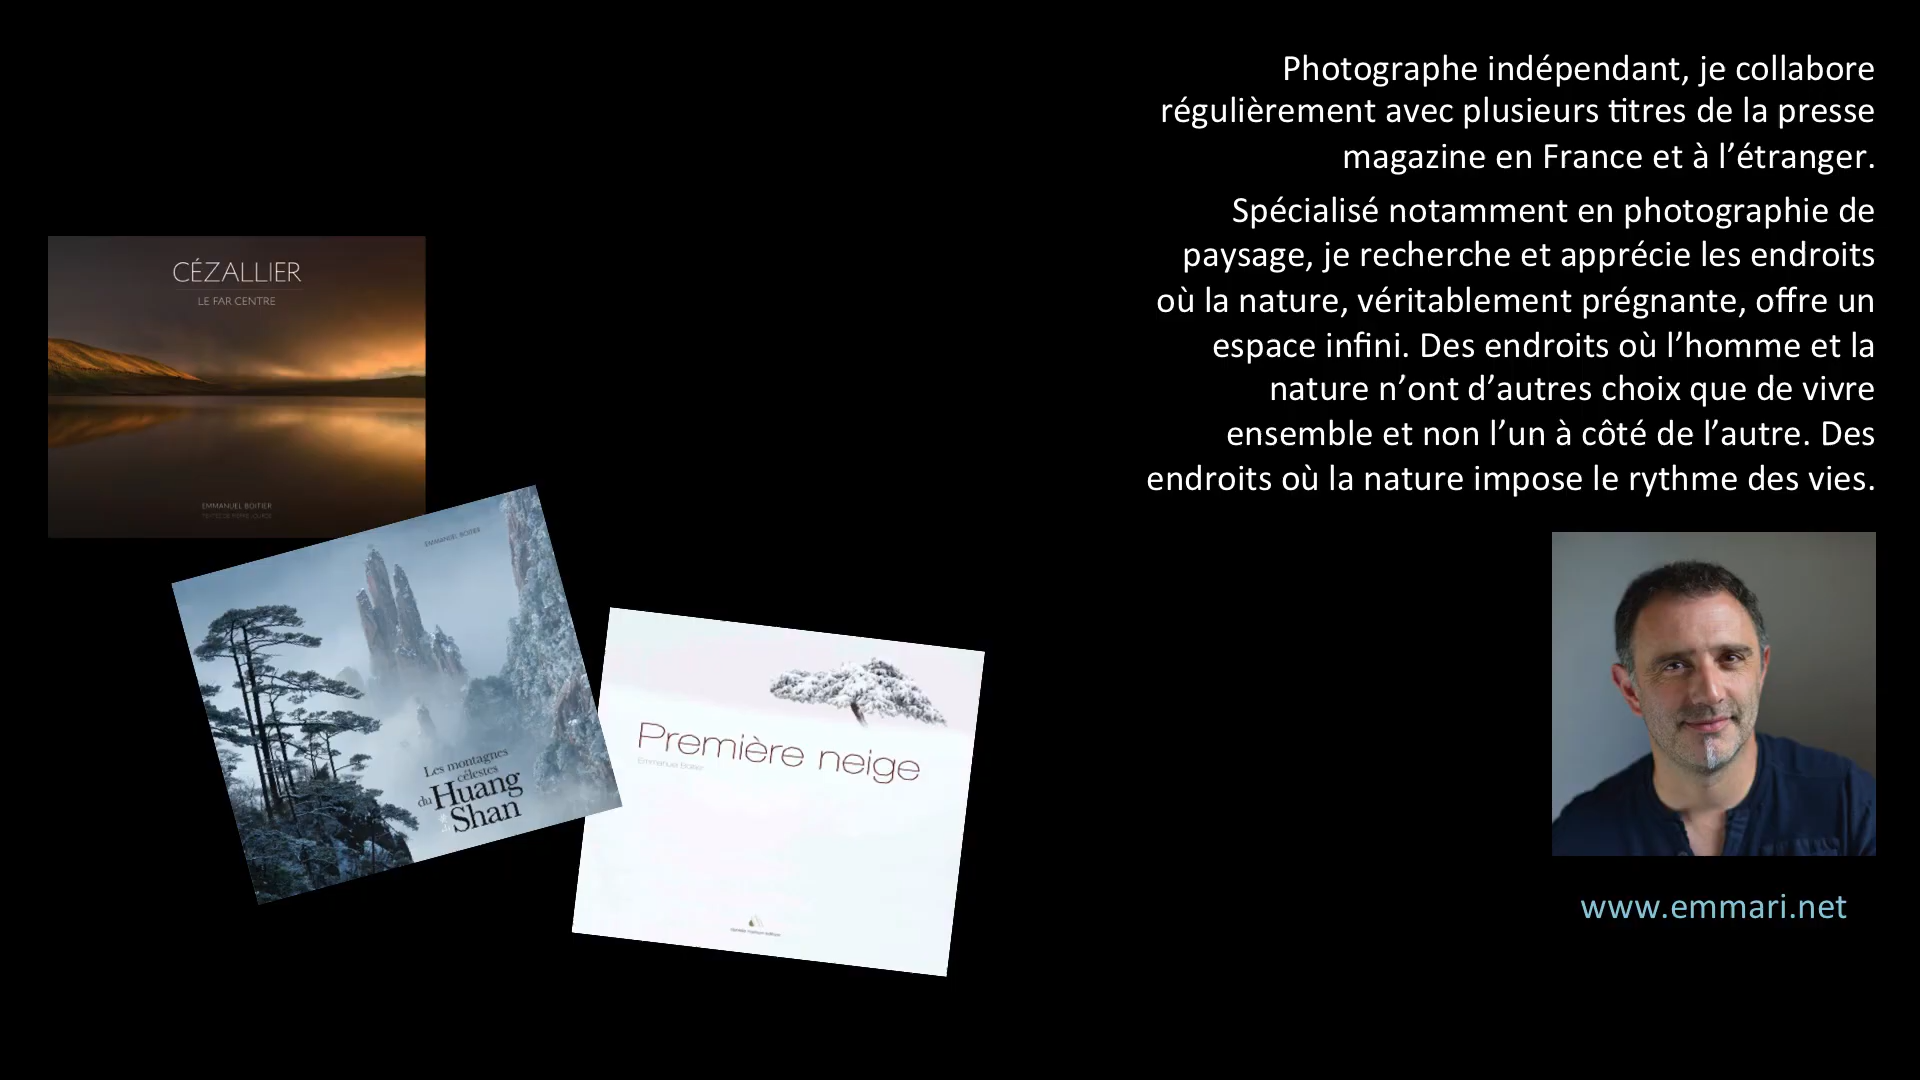 Photographe indépendant, je collabore
régulièrement avec plusieurs titres de la presse
magazine en France et à l’étranger.
Spécialisé notamment en photographie de
paysage, je recherche et apprécie les endroits
où la nature, véritablement prégnante, offre un
espace infini. Des endroits où l’homme et la
nature n’ont d’autres choix que de vivre
ensemble et non l’un à côté de l’autre. Des
endroits où la nature impose le rythme des vies.
www.emmari.net
CÉZALLIER
LE FAR CENTRE
EMMANUEL BOITIER
EMMANUEL BOITIER
Les montagnes
célestes
du Huang
Shan
Première neige
Emmanuel Boitier